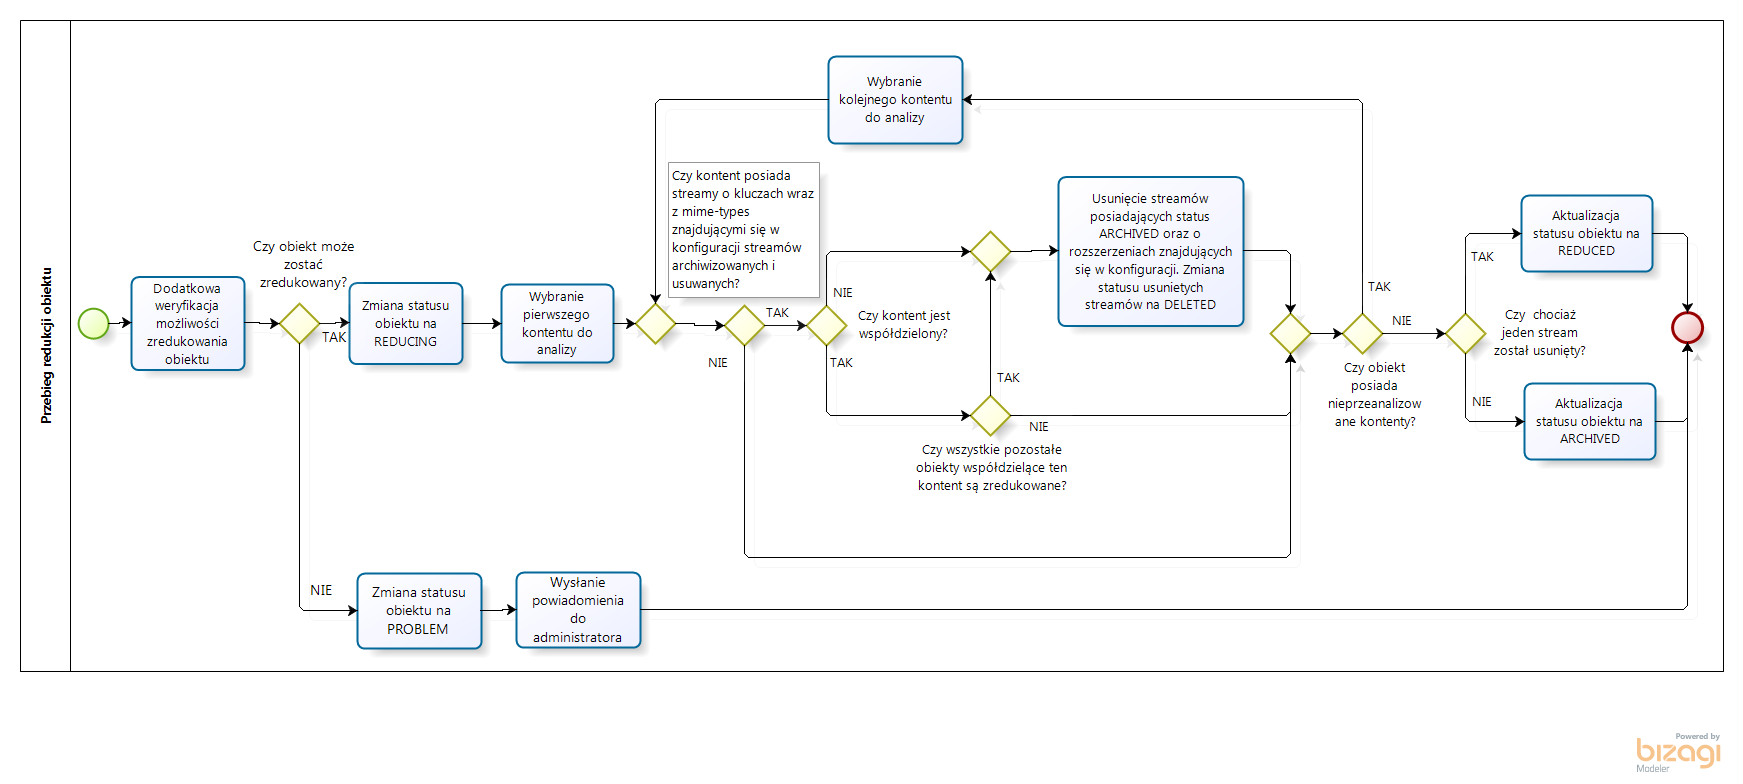 Przebieg redukcji obieku
Wybranie
kolejnego kontentu
do analizy
Czy kontent posiada
streamy o kluczach wraz
z mime-types
znajdującymi się w
konfiguracji streamów
archiwizowanych i
usuwanych?
Usunięcie streamów
posiadających status
ARCHIVED oraz o
rozszerzeniach znajdujących
się w konfiguracji. Zmiana
statusu usunietych
streamów na DELETED
Aktualizacja
statusu obiektu na
REDUCED
Czy obiekt może
zostać
zredukowany?
Dodatkowa
weryfikacja
możliwości
zredukowania
obiektu
TAK
Zmiana statusu
obiektu na
REDUCING
Wybranie
pierwszego
kontentu do
analizy
TAK
NIE
NIE
TAK
Czy kontent jest
współdzielony?
TAK
NIE
Czy wszystkie pozostałe
obiekty współdzielące ten
kontent są zredukowane?
TAK
NIE
Czy obiekt
posiada
nieprzeanalizow
ane kontenty?
TAK
NIE
Czy  chociaż
jeden stream
został usunięty?
Aktualizacja
statusu obiektu na
ARCHIVED
NIE
Zmiana statusu
obiektu na
PROBLEM
Wysłanie
powiadomienia
do
administratora
Powered by
bizagi
Modeler